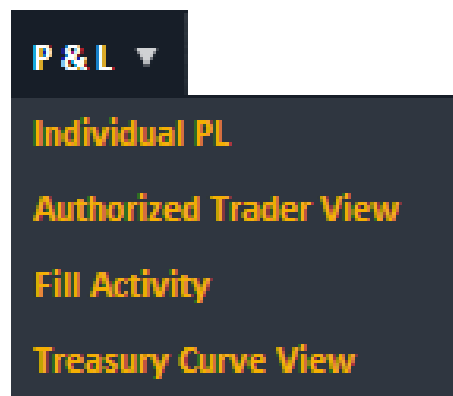 P & L ▼
Individual PL
Authorized Trader View
Fill Activity
Treasury Curve View